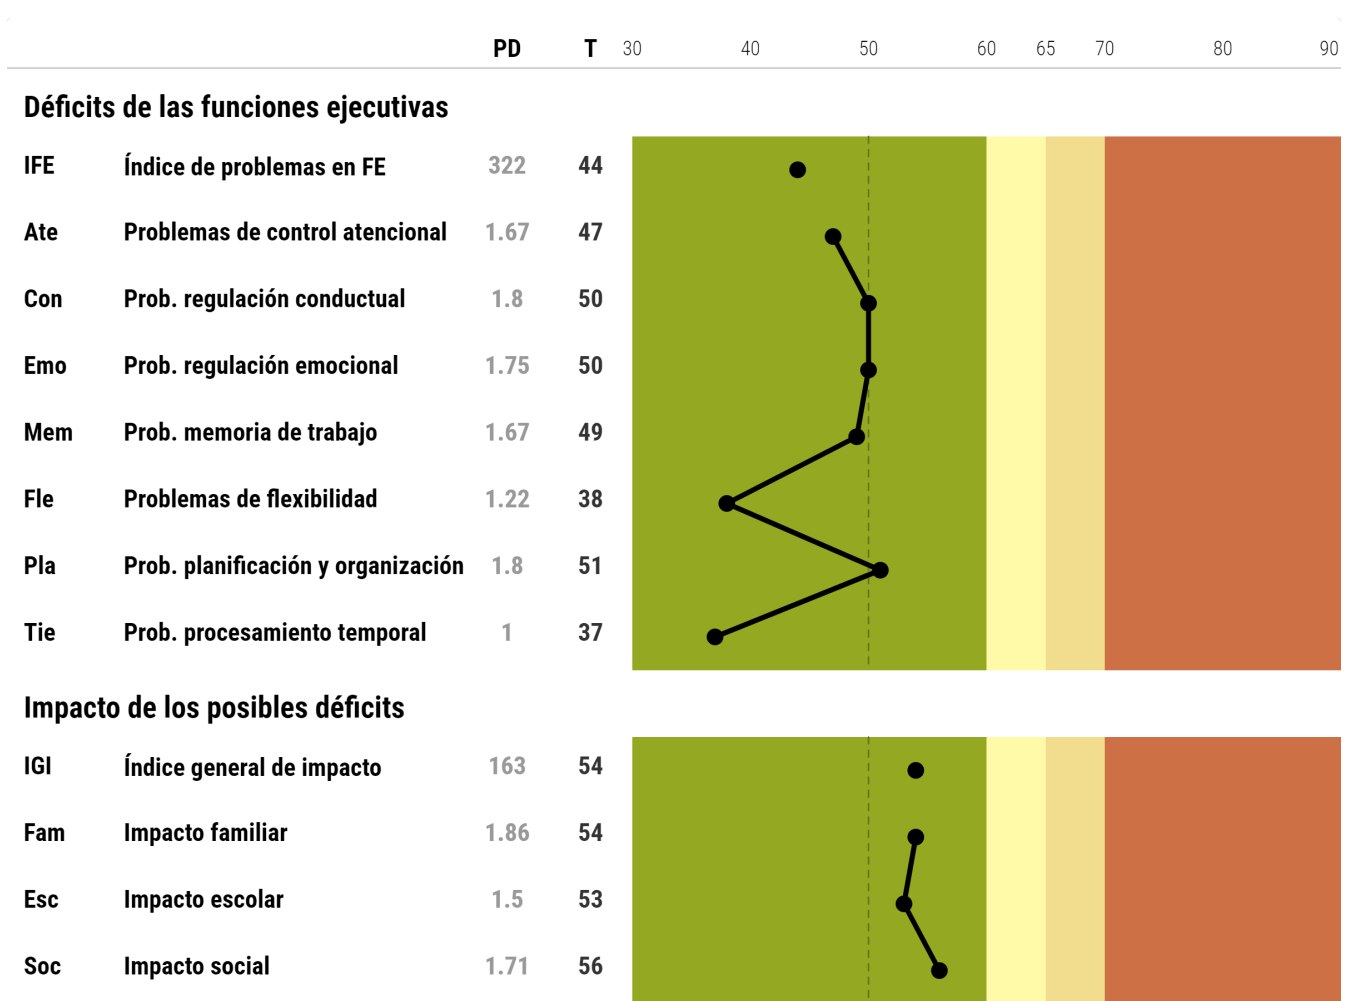 PD T 30 40 50 60 65 70 80 90
Déficits de las funciones ejecutivas
IFE Índice de problemas en FE 322 44
Ate Problemas de control atencional 1.67 47
Con Prob. regulación conductual 1.8 50
Emo Prob. regulación emocional 1.75 50
Mem Prob. memoria de trabajo 1.67 49
Fle Problemas de flexibilidad 1.22 38
Pla Prob. planificación y organización 1.8 51
Tie Prob. procesamiento temporal 1 37
Impacto de los posibles déficits
IGI Índice general de impacto 163 54
Fam Impacto familiar 1.86 54
Esc Impacto escolar 1.5 53
Soc Impacto social 1.71 56